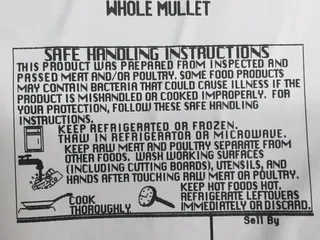 WHOLE MULLET
SAFE HANDLING INSTRUCTIONS
THIS PRODUCT WAS PREPARED FROM INSPECTED AND
PASSED MEAT AND/OR POULTRY. SOME FOOD PRODUCTS
MAY CONTAIN BACTERIA THAT COULD CAUSE ILLNESS IF THE
PRODUCT IS MISHANDLED OR COOKED IMPROPERLY. FOR
YOUR PROTECTION, FOLLOW THESE SAFE HANDLING
INSTRUCTIONS.
KEEP REFRIGERATED OR FROZEN.
THAW IN REFRIGERATOR OR MICROWAVE.
KEEP RAW MEAT AND POULTRY SEPARATE FROM
OTHER FOODS. WASH WORKING SURFACES
(INCLUDING CUTTING BOARDS), UTENSILS, AND
HANDS AFTER TOUCHING RAW MEAT OR POULTRY.
COOK
THOROUGHLY
KEEP HOT FOODS HOT.
REFRIGERATE LEFTOVERS
IMMEDIATELY OR DISCARD.
Sell By